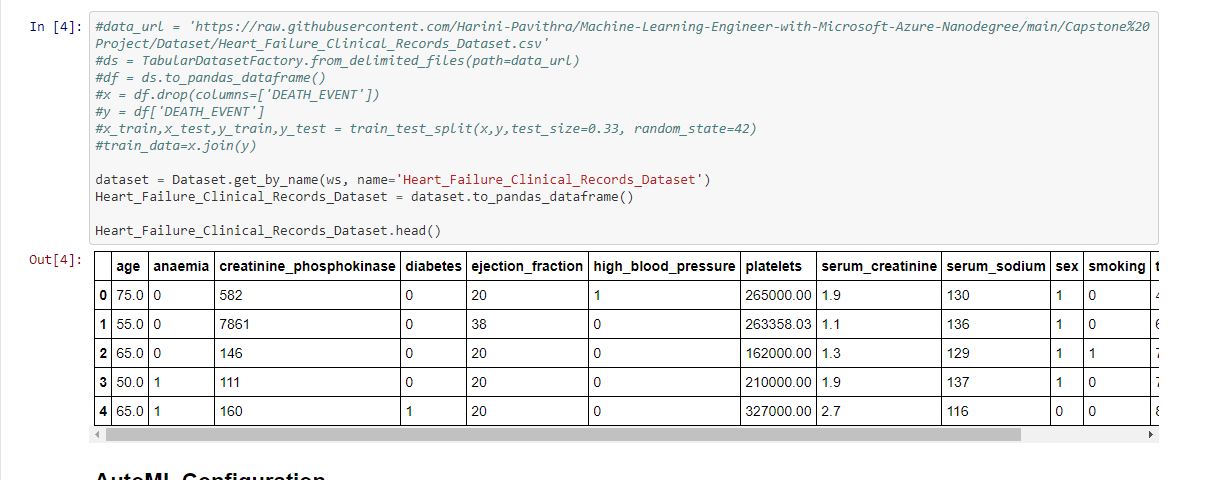 In [4]: #data_url = 'https://raw.githubusercontent.com/Harini-Pavithra/Machine-Learning-Engineer-with-Microsoft-Azure-Nanodegree/main/Capstone%20
Project/Dataset/Heart_Failure_Clinical_Records_Dataset.csv'
#ds = TabularDatasetFactory.from_delimited_files(path=data_url)
#df = ds.to_pandas_dataframe()
#x = df.drop(columns=['DEATH_EVENT'])
#y = df['DEATH_EVENT']
#x_train,x_test,y_train,y_test = train_test_split(x,y,test_size=0.33, random_state=42)
#train_data=x.join(y)
dataset = Dataset.get_by_name(ws, name='Heart_Failure_Clinical_Records_Dataset')
Heart_Failure_Clinical_Records_Dataset = dataset.to_pandas_dataframe()
Heart_Failure_Clinical_Records_Dataset.head()
Out[4]: age anaemia creatinine_phosphokinase diabetes ejection_fraction high_blood_pressure platelets serum_creatinine serum_sodium sex smoking
0 75.0 0 582 0 20 1 265000.00 1.9 130 1 0
1 55.0 0 7861 0 38 0 263358.03 1.1 136 1 0
2 65.0 0 146 0 20 0 162000.00 1.3 129 1 1
3 50.0 1 111 0 20 0 210000.00 1.9 137 1 0
4 65.0 1 160 1 20 0 327000.00 2.7 116 0 0
AutoML Configuration